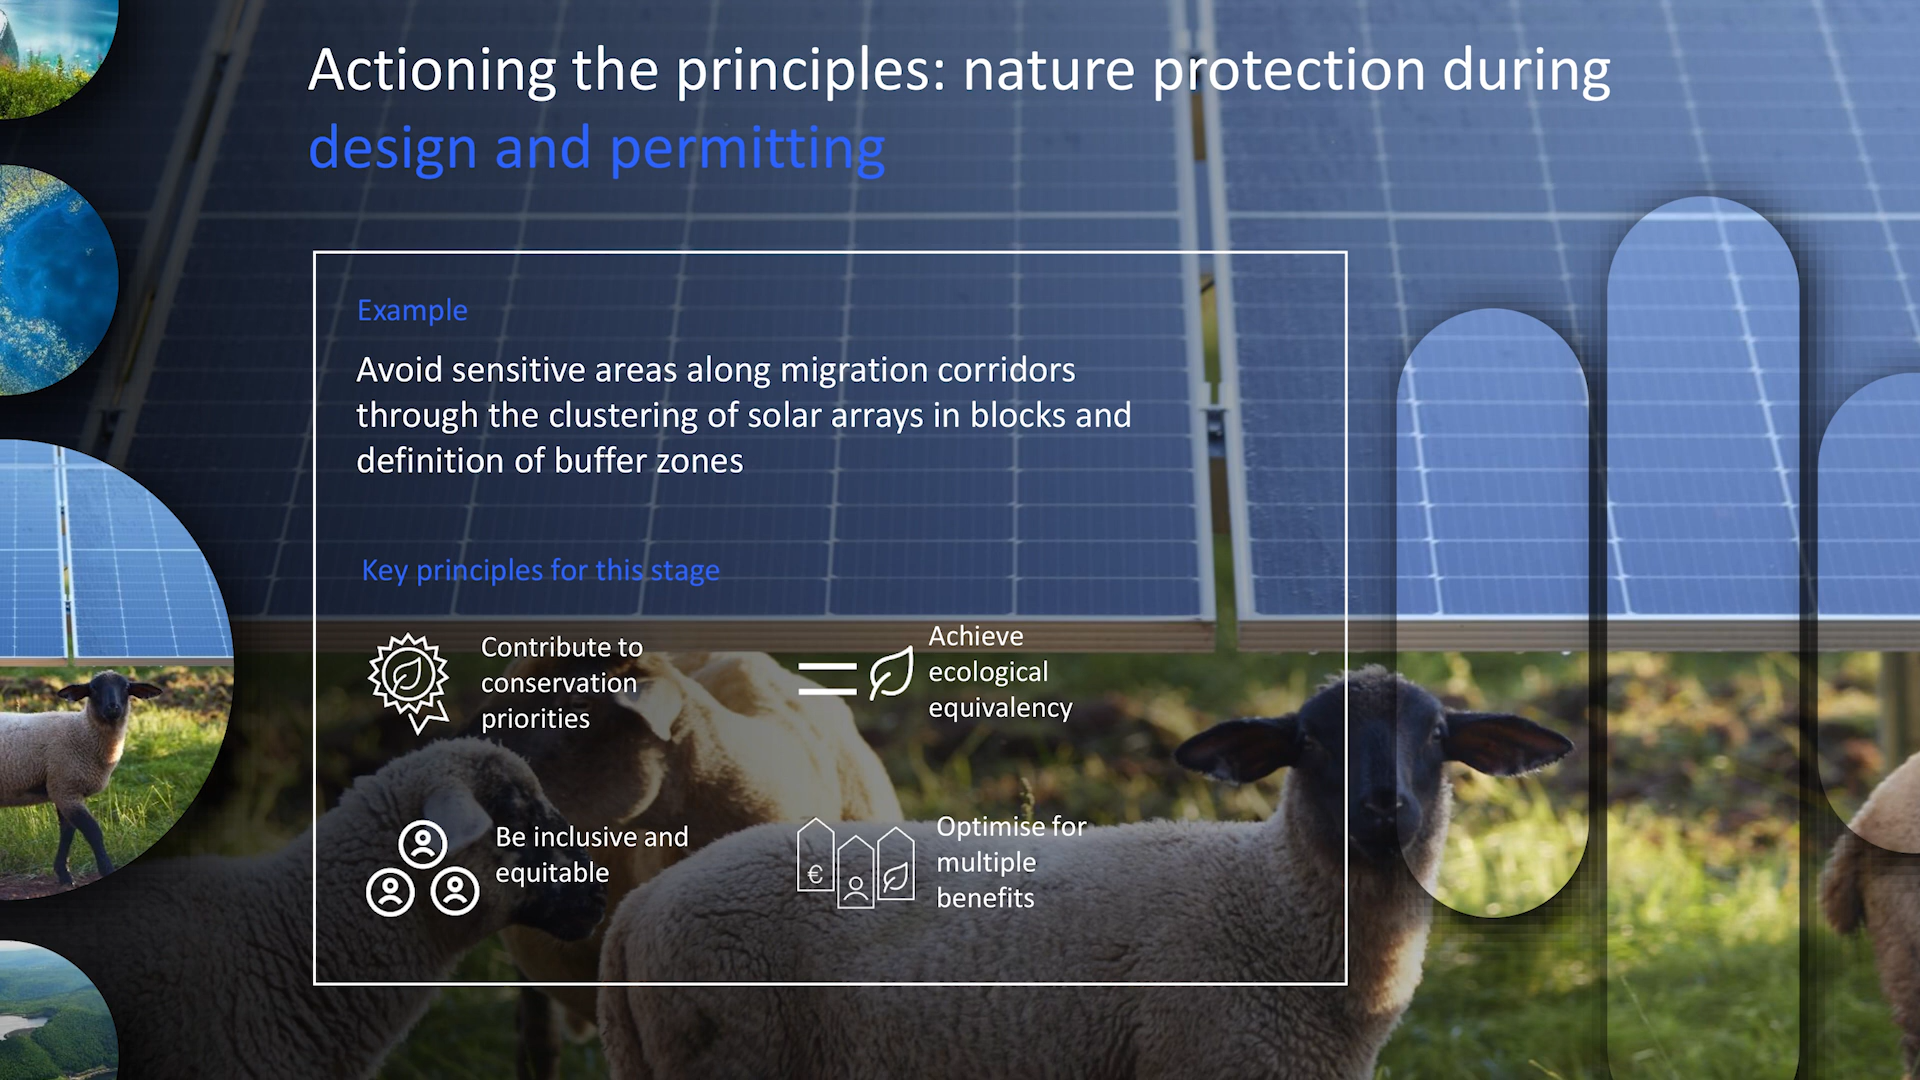 Actioning the principles: nature protection during
design and permitting
Example
Avoid sensitive areas along migration corridors
through the clustering of solar arrays in blocks and
definition of buffer zones
Key principles for this stage
Contribute to
conservation
priorities
Achieve
ecological
equivalency
Be inclusive and
equitable
€
Optimise for
multiple
benefits